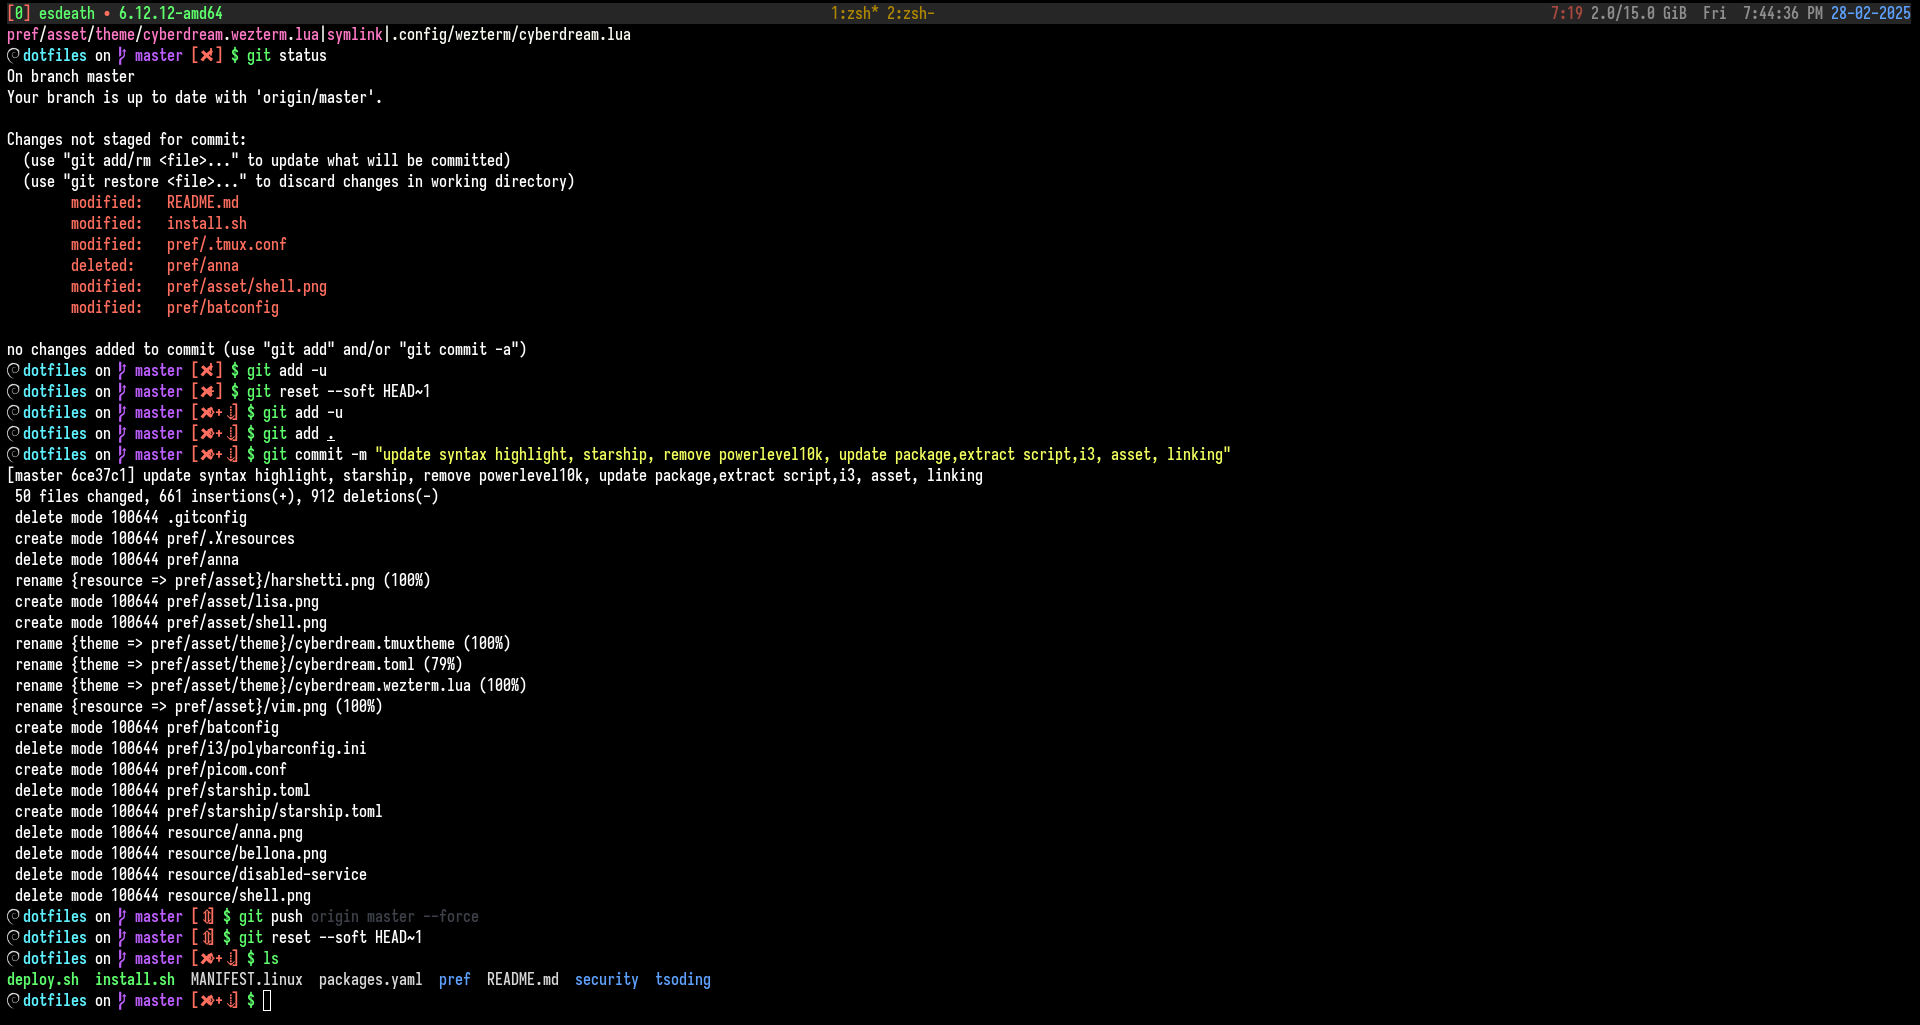 [0] esdeath • 6.12.12-amd64 1:zsh* 2:zsh- 7:19 2.0/15.0 GiB Fri 7:44:36 PM 28-02-2025
pref/asset/theme/cyberdream.wezterm.lua|symlink|.config/wezterm/cyberdream.lua
dotfiles on master [✖] $ git status
On branch master
Your branch is up to date with 'origin/master'.
Changes not staged for commit:
(use "git add/rm <file>..." to update what will be committed)
(use "git restore <file>..." to discard changes in working directory)
modified: README.md
modified: install.sh
modified: pref/.tmux.conf
deleted: pref/anna
modified: pref/asset/shell.png
modified: pref/batconfig
no changes added to commit (use "git add" and/or "git commit -a")
dotfiles on master [✖] $ git add -u
dotfiles on master [✖] $ git reset --soft HEAD~1
dotfiles on master [✖+⇣] $ git add -u
dotfiles on master [✖+⇣] $ git add .
dotfiles on master [✖+⇣] $ git commit -m "update syntax highlight, starship, remove powerlevel10k, update package,extract script,i3, asset, linking"
[master 6ce37c1] update syntax highlight, starship, remove powerlevel10k, update package,extract script,i3, asset, linking
50 files changed, 661 insertions(+), 912 deletions(-)
delete mode 100644 .gitconfig
create mode 100644 pref/.Xresources
delete mode 100644 pref/anna
rename {resource => pref/asset}/harshetti.png (100%)
create mode 100644 pref/asset/lisa.png
create mode 100644 pref/asset/shell.png
rename {theme => pref/asset/theme}/cyberdream.tmuxtheme (100%)
rename {theme => pref/asset/theme}/cyberdream.toml (79%)
rename {theme => pref/asset/theme}/cyberdream.wezterm.lua (100%)
rename {resource => pref/asset}/vim.png (100%)
create mode 100644 pref/batconfig
delete mode 100644 pref/i3/polybarconfig.ini
create mode 100644 pref/picom.conf
delete mode 100644 pref/starship.toml
create mode 100644 pref/starship/starship.toml
delete mode 100644 resource/anna.png
delete mode 100644 resource/bellona.png
delete mode 100644 resource/disabled-service
delete mode 100644 resource/shell.png
dotfiles on master [⇕] $ git push origin master --force
dotfiles on master [⇕] $ git reset --soft HEAD~1
dotfiles on master [✖+⇣] $ ls
deploy.sh install.sh MANIFEST.linux packages.yaml pref README.md security tsoding
dotfiles on master [✖+⇣] $